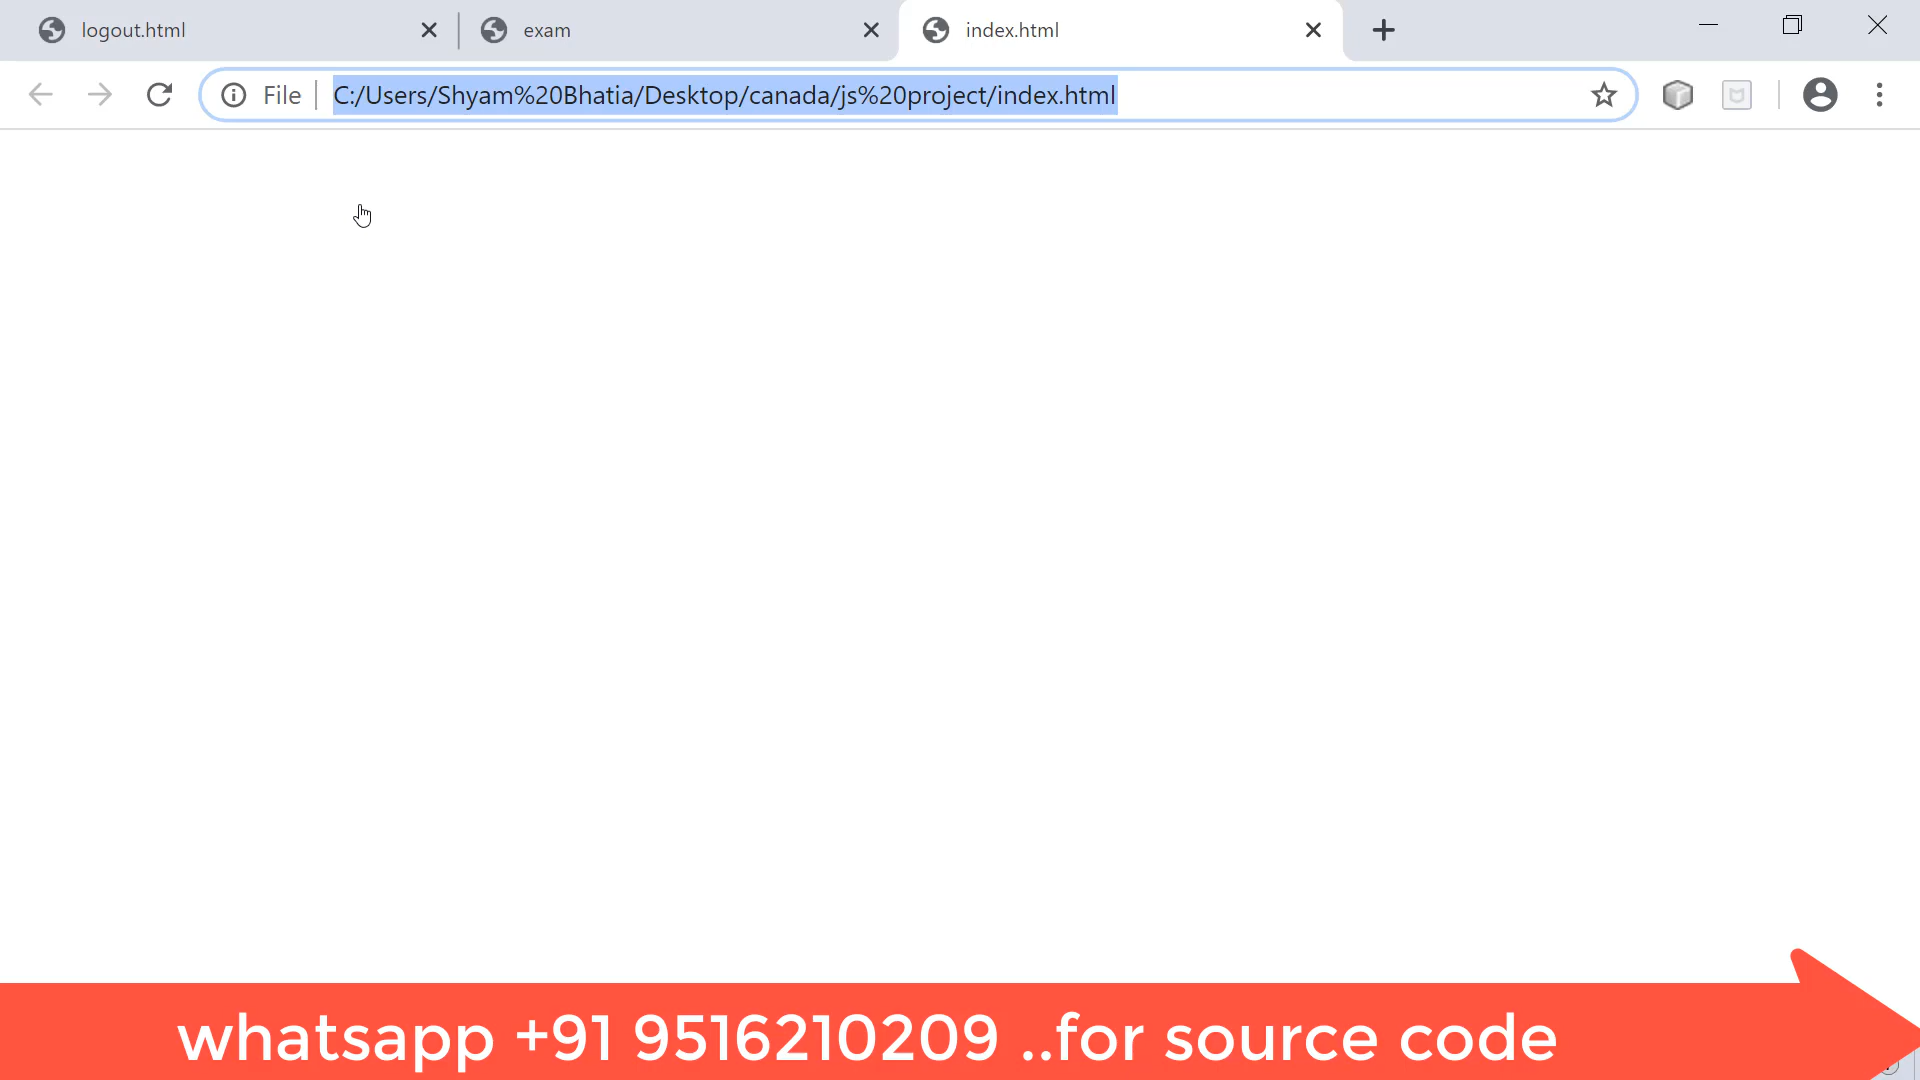 logout.html
exam
index.html
File
C:/Users/Shyam%20Bhatia/Desktop/canada/js%20project/index.html
whatsapp +91 9516210209 ..for source code